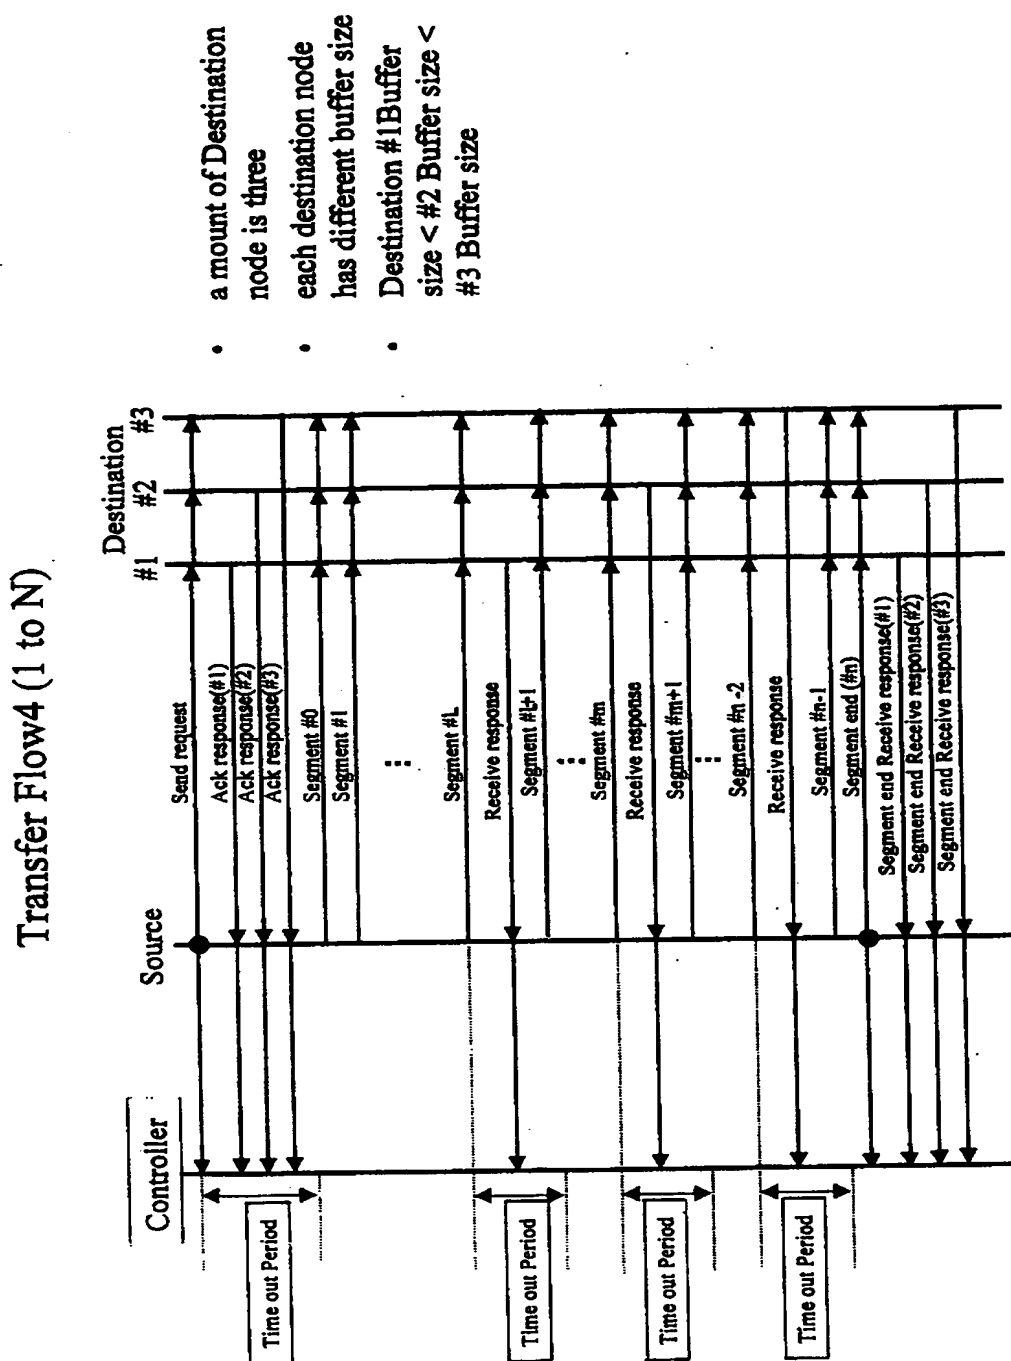 Transfer Flow4 (1 to N)
Controller
Source
Destination
#1
#2
#3
Send request
Ack response(#1)
Ack response(#2)
Ack response(#3)
Segment #0
Segment #1
Segment #L
Receive response
Segment #L+1
Segment #m
Receive response
Segment #m+1
Segment #n -2
Receive response
Segment #n-1
Segment end (#n)
Segment end Receive response(#1)
Segment end Receive response(#2)
Segment end Receive response(#3)
Time out Period
Time out Period
Time out Period
Time out Period
• a mount of Destination
node is three
• each destination node
has different buffer size
• Destination #1Buffer
size < #2 Buffer size <
#3 Buffer size